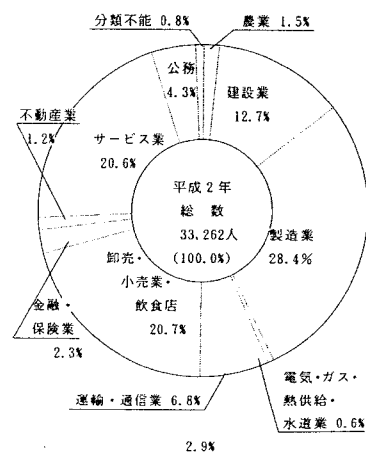 分類不能 0.8%
農業 1.5%
公務
4.3%
建設業
12.7%
不動産業
1.2%
サービス業
20.6%
平成2年
総 数
33,262人
(100.0%)
製造業
28.4%
卸売・
小売業・
飲食店
20.7%
金融・
保険業
2.3%
電気・ガス・
熱供給・
水道業 0.6%
運輸・通信業 6.8%
2.9%